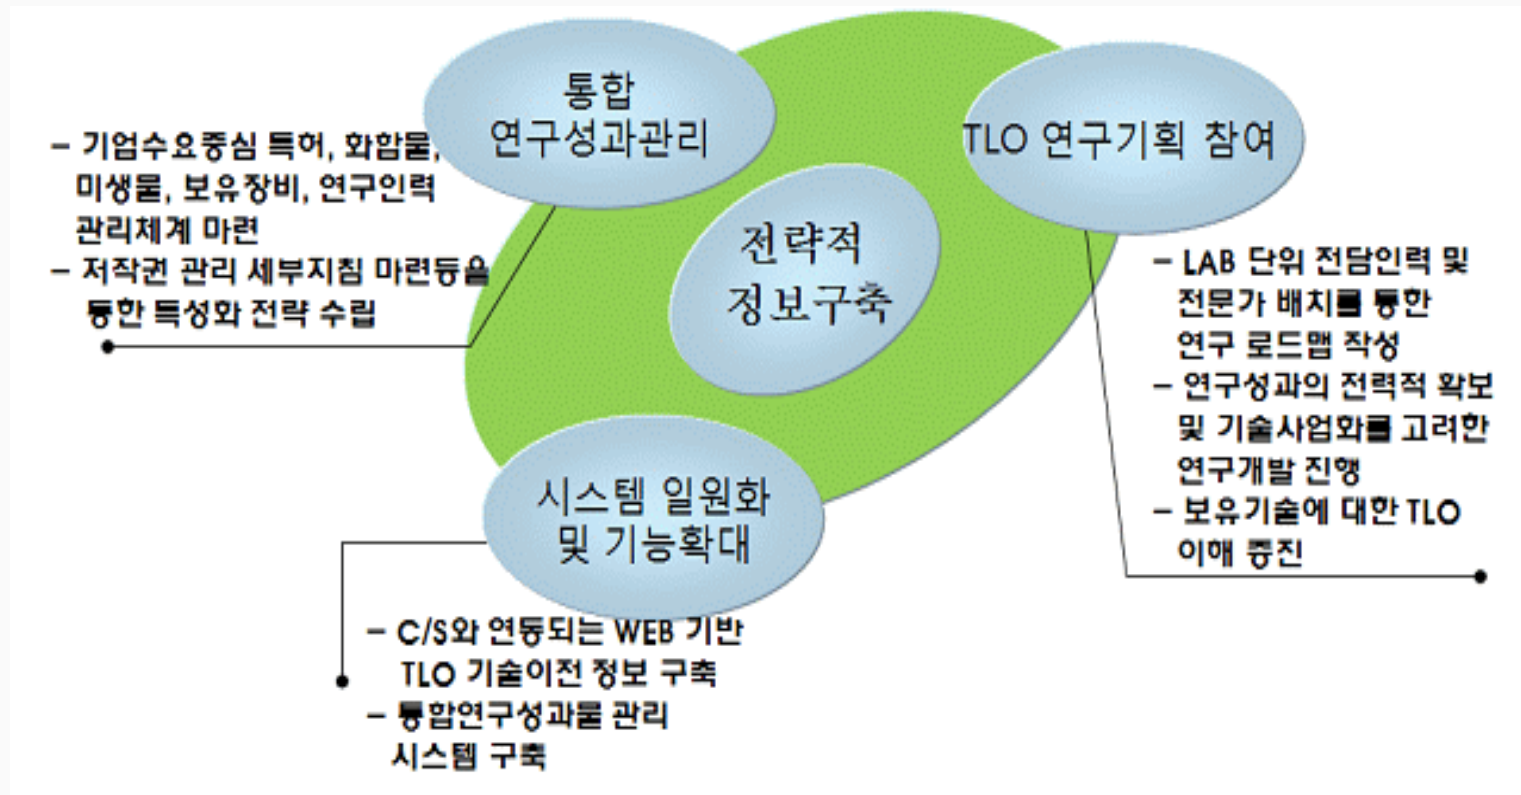 통합
연구성과관리
– 기업수요중심 특허, 화합물,
미생물, 보유장비, 연구인력
관리체계 마련
– 저작권 관리 세부지침 마련등을
통한 특성화 전략 수립
TLO 연구기획 참여
– LAB 단위 전담인력 및
전문가 배치를 통한
연구 로드맵 작성
– 연구성과의 전력적 확보
및 기술사업화를 고려한
연구개발 진행
– 보유기술에 대한 TLO
이해 증진
전략적
정보구축
시스템 일원화
및 기능확대
– C/S와 연동되는 WEB 기반
TLO 기술이전 정보 구축
– 통합연구성과물 관리
시스템 구축